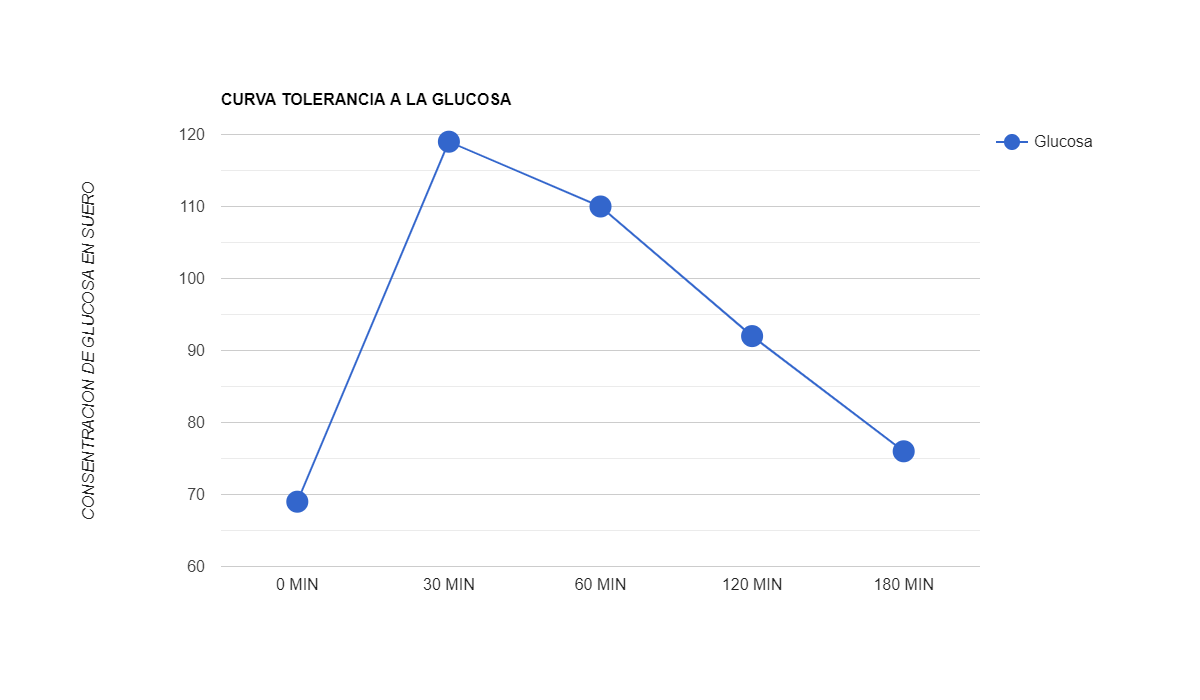 CURVA TOLERANCIA A LA GLUCOSA
Glucosa
CONSENTRACION DE GLUCOSA EN SUERO
120
110
100
90
80
70
60
0 MIN
30 MIN
60 MIN
120 MIN
180 MIN